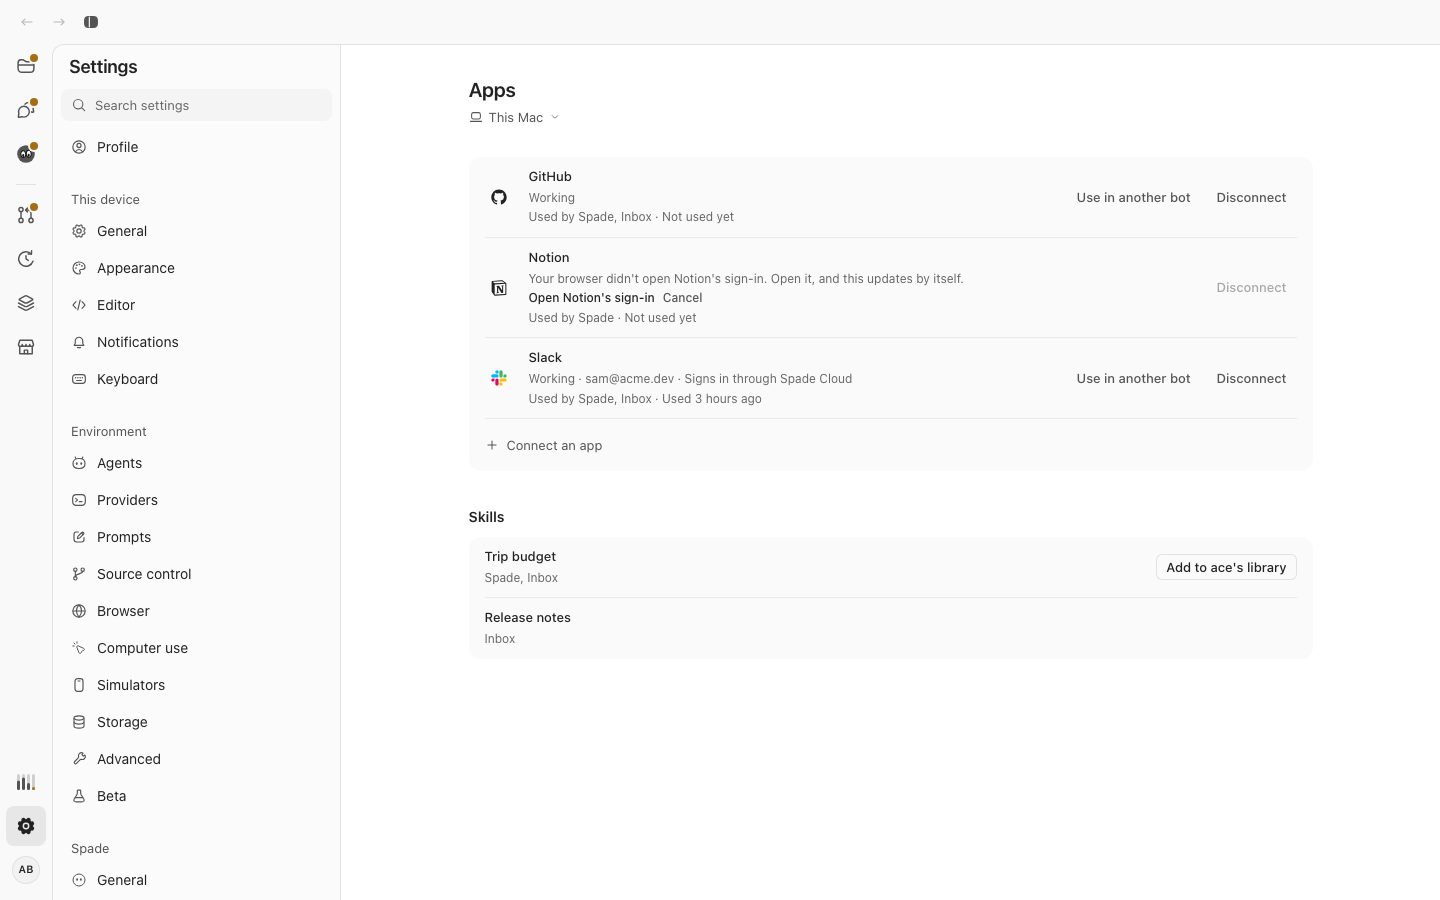 Settings
Search settings
Profile
This device
General
Appearance
Editor
Notifications
Keyboard
Environment
Agents
Providers
Prompts
Source control
Browser
Computer use
Simulators
Storage
Advanced
Beta
Spade
General
AB
Apps
This Mac
GitHub
Working
Used by Spade, Inbox · Not used yet
Use in another bot
Disconnect
Notion
Your browser didn't open Notion's sign-in. Open it, and this updates by itself.
Open Notion's sign-in Cancel
Used by Spade · Not used yet
Disconnect
Slack
Working · sam@acme.dev · Signs in through Spade Cloud
Used by Spade, Inbox · Used 3 hours ago
Use in another bot
Disconnect
Connect an app
Skills
Trip budget
Spade, Inbox
Add to ace's library
Release notes
Inbox